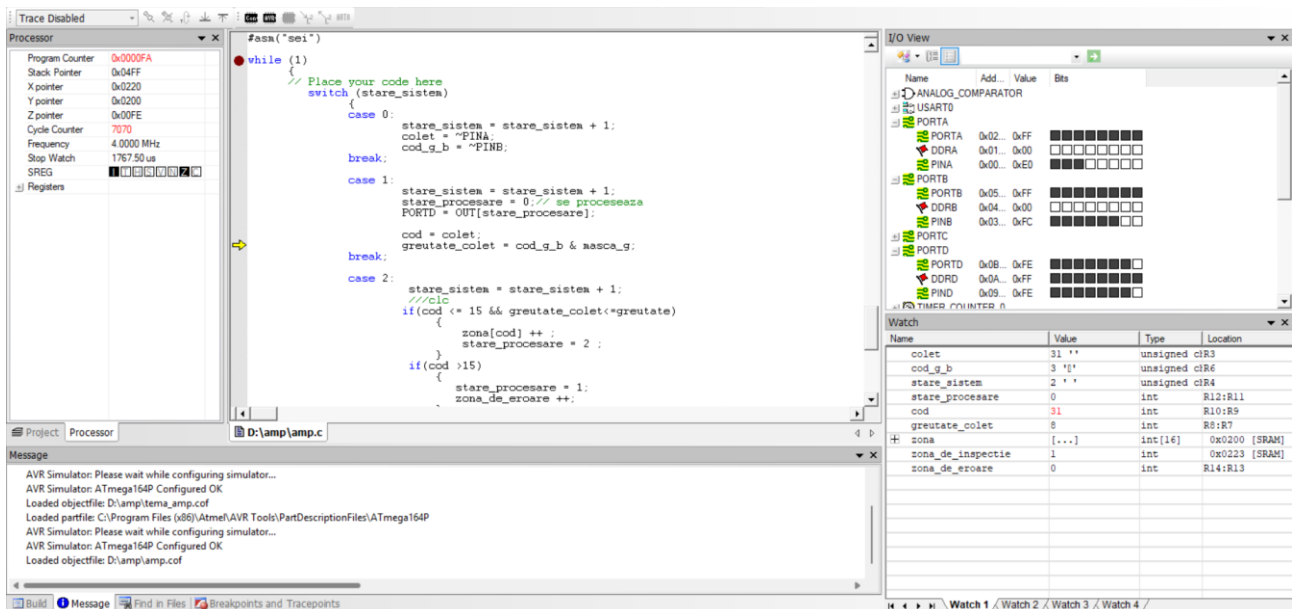 Trace Disabled
Processor
Program Counter 0x0000FA
Stack Pointer 0x04FF
X pointer 0x0220
Y pointer 0x0200
Z pointer 0x00FE
Cycle Counter 7070
Frequency 4.0000 MHz
Stop Watch 1767.50 us
SREG I T H S V N Z C
Registers
Project Processor
#asm("sei")
while (1)
{
// Place your code here
switch (stare_sistem)
{
case 0:
stare_sistem = stare_sistem + 1;
colet = ~PINA;
cod_g_b = ~PINB;
break;
case 1:
stare_sistem = stare_sistem + 1;
stare_procesare = 0;// se proceseaza
PORTD = OUT[stare_procesare];
cod = colet;
greutate_colet = cod_g_b & masca_g;
break;
case 2:
stare_sistem = stare_sistem + 1;
///clc
if(cod <= 15 && greutate_colet<=greutate)
{
zona[cod] ++ ;
stare_procesare = 2 ;
}
if(cod >15)
{
stare_procesare = 1;
zona_de_eroare ++;
D:\amp\amp.c
I/O View
Name Add... Value Bits
ANALOG_COMPARATOR
USART0
PORTA
PORTA 0x02... 0xFF
DDRA 0x01... 0x00
PINA 0x00... 0xE0
PORTB
PORTB 0x05... 0xFF
DDRB 0x04... 0x00
PINB 0x03... 0xFC
PORTC
PORTD
PORTD 0x0B... 0xFE
DDRD 0x0A... 0xFF
PIND 0x09... 0xFE
TIMER_COUNTER_0
Watch
Name Value Type Location
colet 31 ' ' unsigned cl R3
cod_g_b 3 unsigned cl R6
stare_sistem 2 ' ' unsigned cl R4
stare_procesare 0 int R12:R11
cod 31 int R10:R9
greutate_colet 8 int R8:R7
zona [...] int[16] 0x0200 [SRAM]
zona_de_inspectie 1 int 0x0223 [SRAM]
zona_de_eroare 0 int R14:R13
Watch 1 Watch 2 Watch 3 Watch 4
Message
AVR Simulator: Please wait while configuring simulator...
AVR Simulator: ATmega164P Configured OK
Loaded objectfile: D:\amp\tema_amp.cof
Loaded partfile: C:\Program Files (x86)\Atmel\AVR Tools\PartDescriptionFiles\ATmega164P
AVR Simulator: Please wait while configuring simulator...
AVR Simulator: ATmega164P Configured OK
Loaded objectfile: D:\amp\amp.cof
Build Message Find in Files Breakpoints and Tracepoints